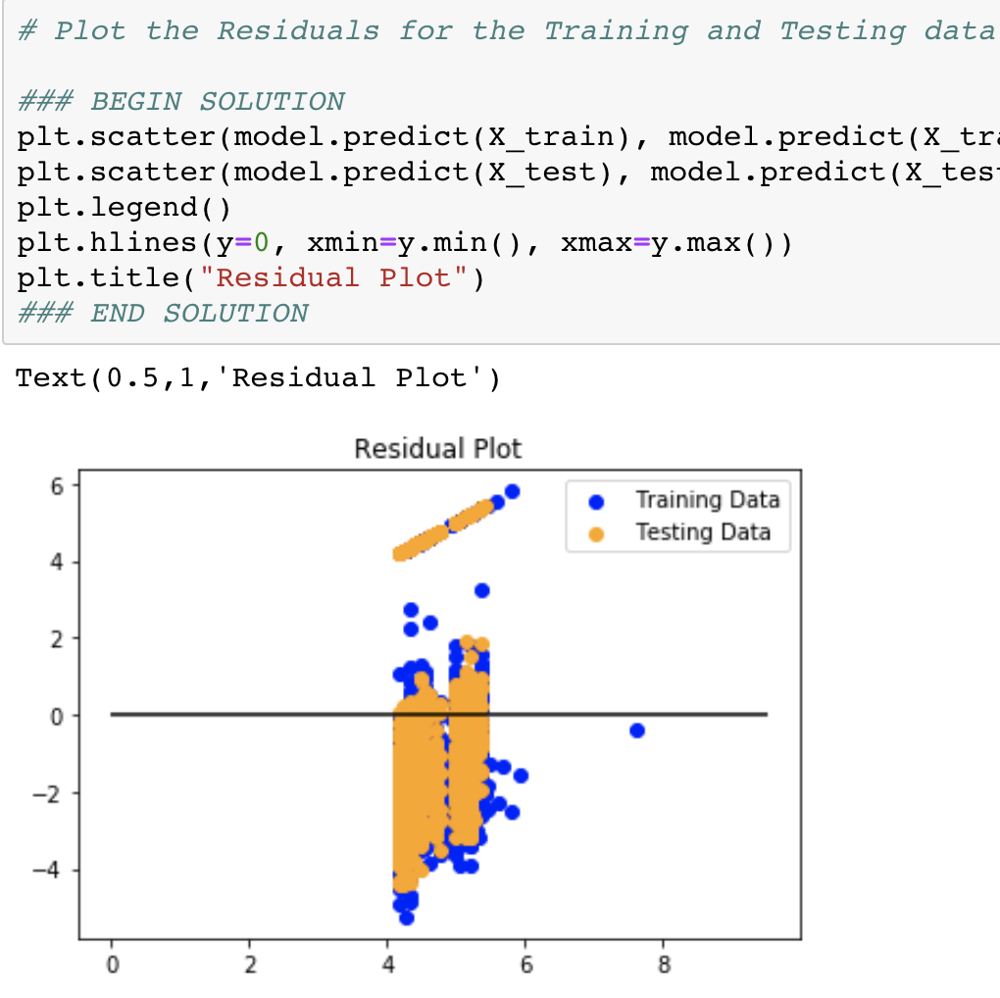 # Plot the Residuals for the Training and Testing data
### BEGIN SOLUTION
plt.scatter(model.predict(X_train), model.predict(X_tra
plt.scatter(model.predict(X_test), model.predict(X_tes
plt.legend()
plt.hlines(y=0, xmin=y.min(), xmax=y.max())
plt.title("Residual Plot")
### END SOLUTION
Text(0.5,1,'Residual Plot')
Residual Plot
6
4
2
0
−2
−4
Training Data
Testing Data
0 2 4 6 8